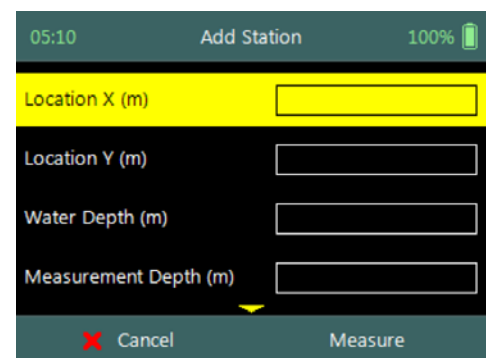 05:10 Add Station 100%
Location X (m)
Location Y (m)
Water Depth (m)
Measurement Depth (m)
Cancel Measure